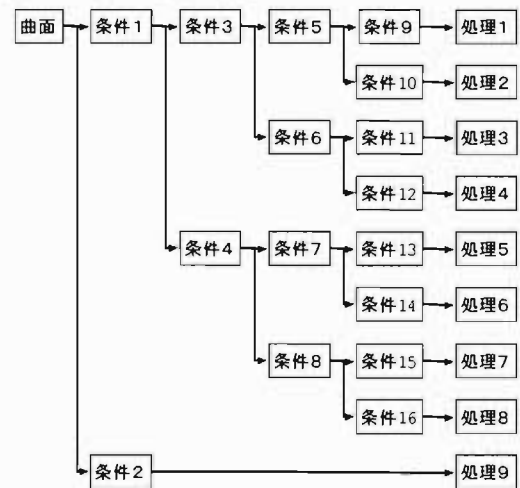 曲面 条件1 条件3 条件5 条件9 処理1
条件10 処理2
条件6 条件11 処理3
条件12 処理4
条件4 条件7 条件13 処理5
条件14 処理6
条件8 条件15 処理7
条件16 処理8
条件2 処理9